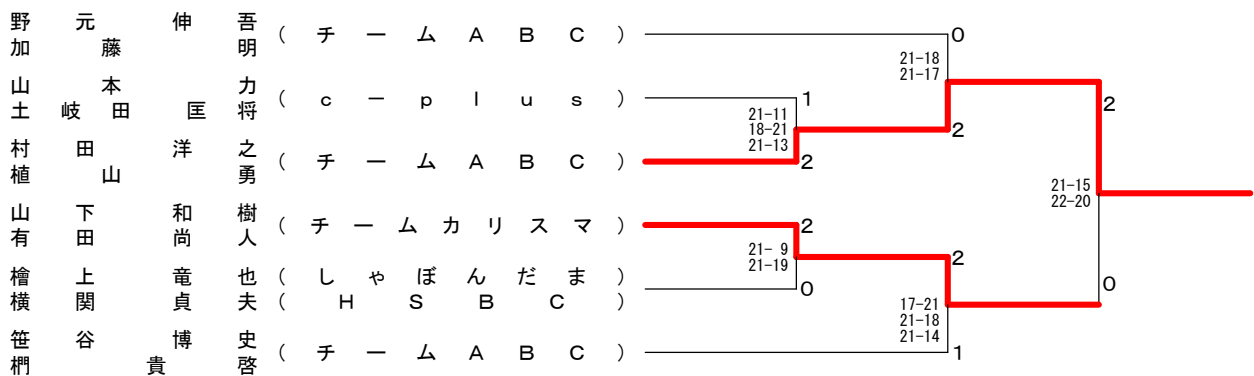 野元伸吾
加藤明
(チームABC)
山本力
土岐田匡将
(c-plus)
村田洋之
植山勇
(チームABC)
山下和樹
有田尚人
(チームカリスマ)
檜上竜也(しゃぼんだま)
横関貞夫(HSBC)
笹谷博史
椚貴啓
(チームABC)
0
21-18
21-17
2
1
21-11
18-21
21-13
2
2
21-15
22-20
2
21- 9
21-19
0
2
17-21
21-18
21-14
1
0